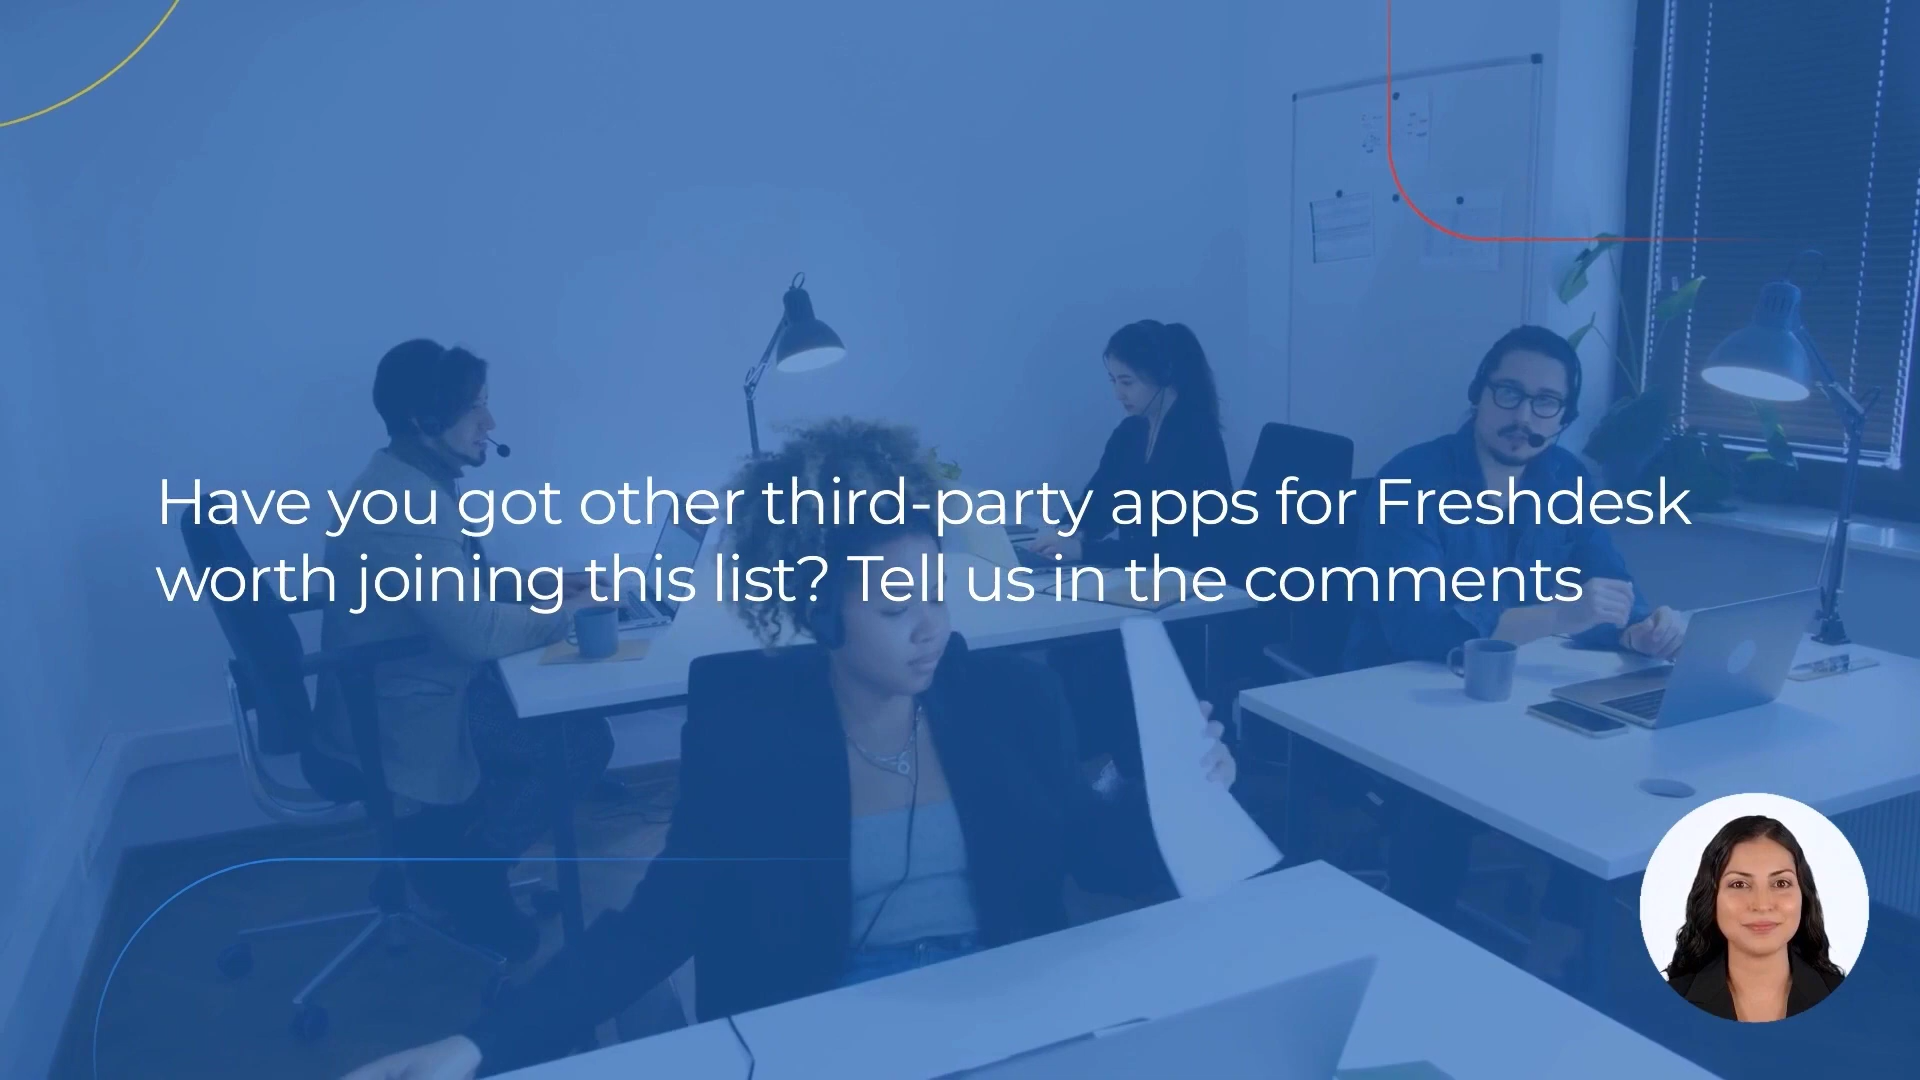 Have you got other third-party apps for Freshdesk
worth joining this list? Tell us in the comments